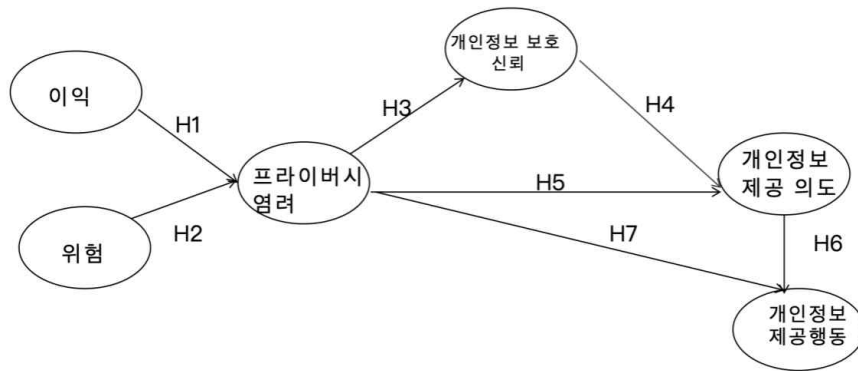 개인정보 보호
신뢰
이익
H1
H3
H4
프라이버시
염려
개인정보
제공 의도
H5
위험
H2
H7
H6
개인정보
제공행동